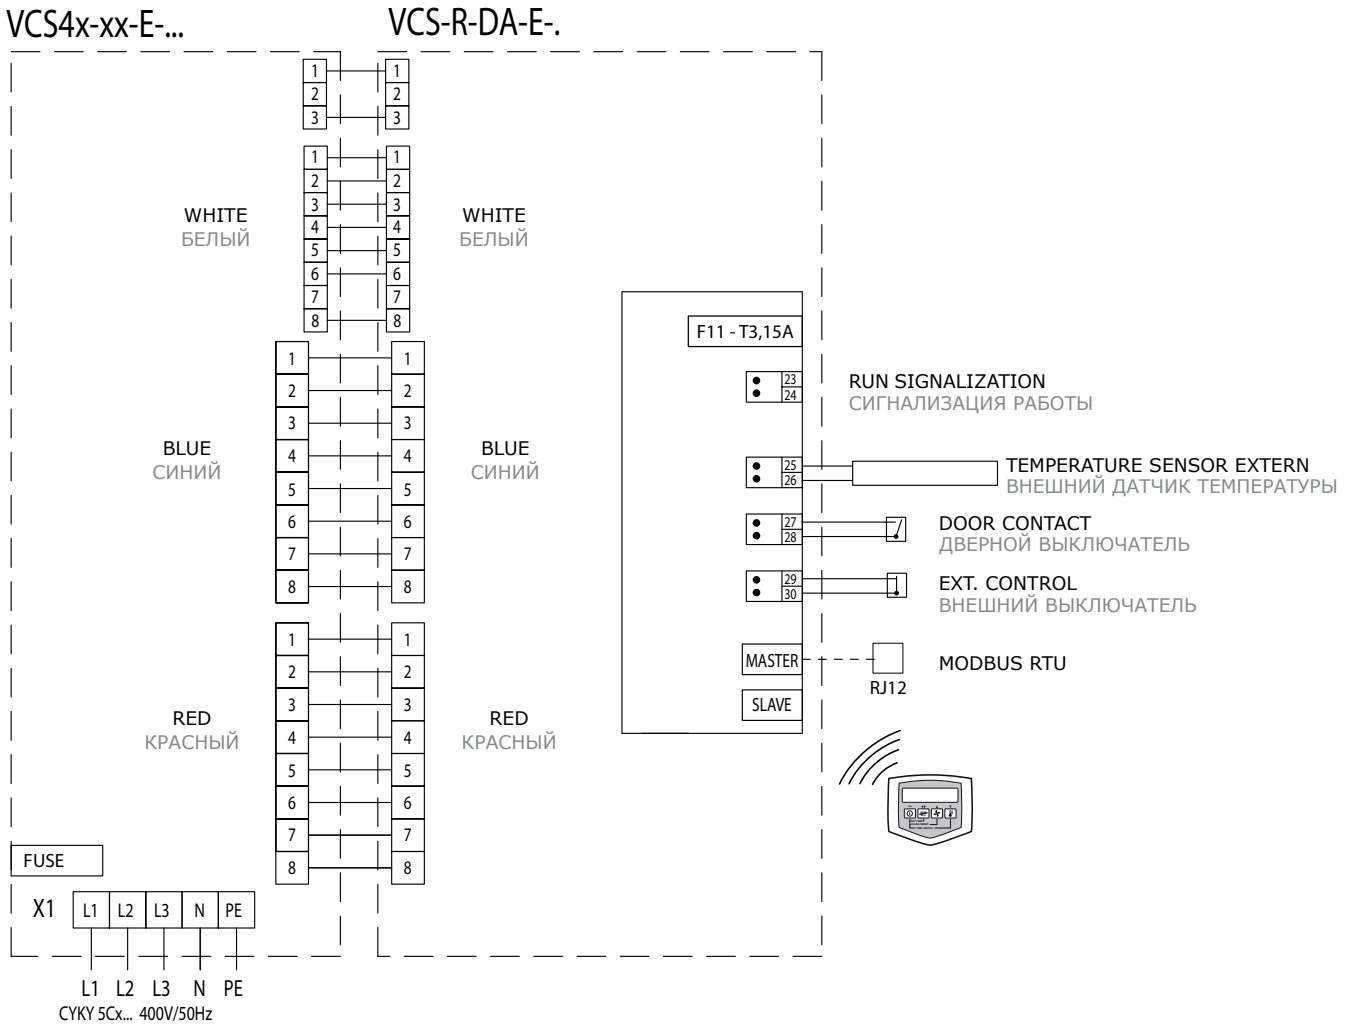 VCS4x-xx-E-...
VCS-R-DA-E-.
1 1
2 2
3 3
1 1
2 2
3 3
4 4
5 5
6 6
7 7
8 8
WHITE
БЕЛЫЙ
WHITE
БЕЛЫЙ
1 1
2 2
3 3
4 4
5 5
6 6
7 7
8 8
BLUE
СИНИЙ
BLUE
СИНИЙ
1 1
2 2
3 3
4 4
5 5
6 6
7 7
8 8
RED
КРАСНЫЙ
RED
КРАСНЫЙ
F11 - T3,15A
23
24
RUN SIGNALIZATION
СИГНАЛИЗАЦИЯ РАБОТЫ
25
26
TEMPERATURE SENSOR EXTERN
ВНЕШНИЙ ДАТЧИК ТЕМПЕРАТУРЫ
27
28
DOOR CONTACT
ДВЕРНОЙ ВЫКЛЮЧАТЕЛЬ
29
30
EXT. CONTROL
ВНЕШНИЙ ВЫКЛЮЧАТЕЛЬ
MASTER
RJ12
MODBUS RTU
SLAVE
FUSE
X1 L1 L2 L3 N PE
L1 L2 L3 N PE
CYKY 5Cx... 400V/50Hz